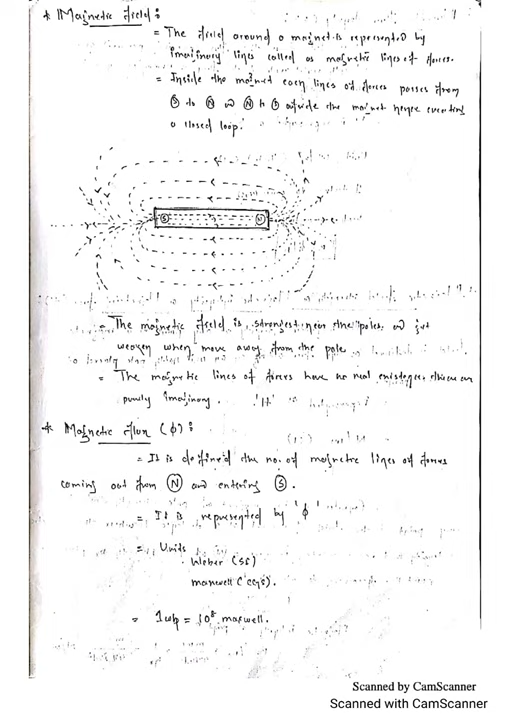 * Magnetic field :
= The field around a magnet is represented by
imaginary lines called as magnetic lines of forces.
= Inside the magnet each lines of forces passes from
Ⓢ to Ⓝ and Ⓝ to Ⓢ outside the magnet hence creating
a closed loop.
S N
= The magnetic field is strongest near the poles, and get
weaken when move away from the pole
= The magnetic lines of forces have no real existence, these are
purely imaginary.
* Magnetic flux (ϕ) :
= It is defined the no. of magnetic lines of forces
coming out from Ⓝ and entering Ⓢ.
= It is represented by 'ϕ'
= Units
Weber (SI)
maxwell (CGS).
= 1 wb = 10⁸ maxwell.
Scanned by CamScanner
Scanned with CamScanner